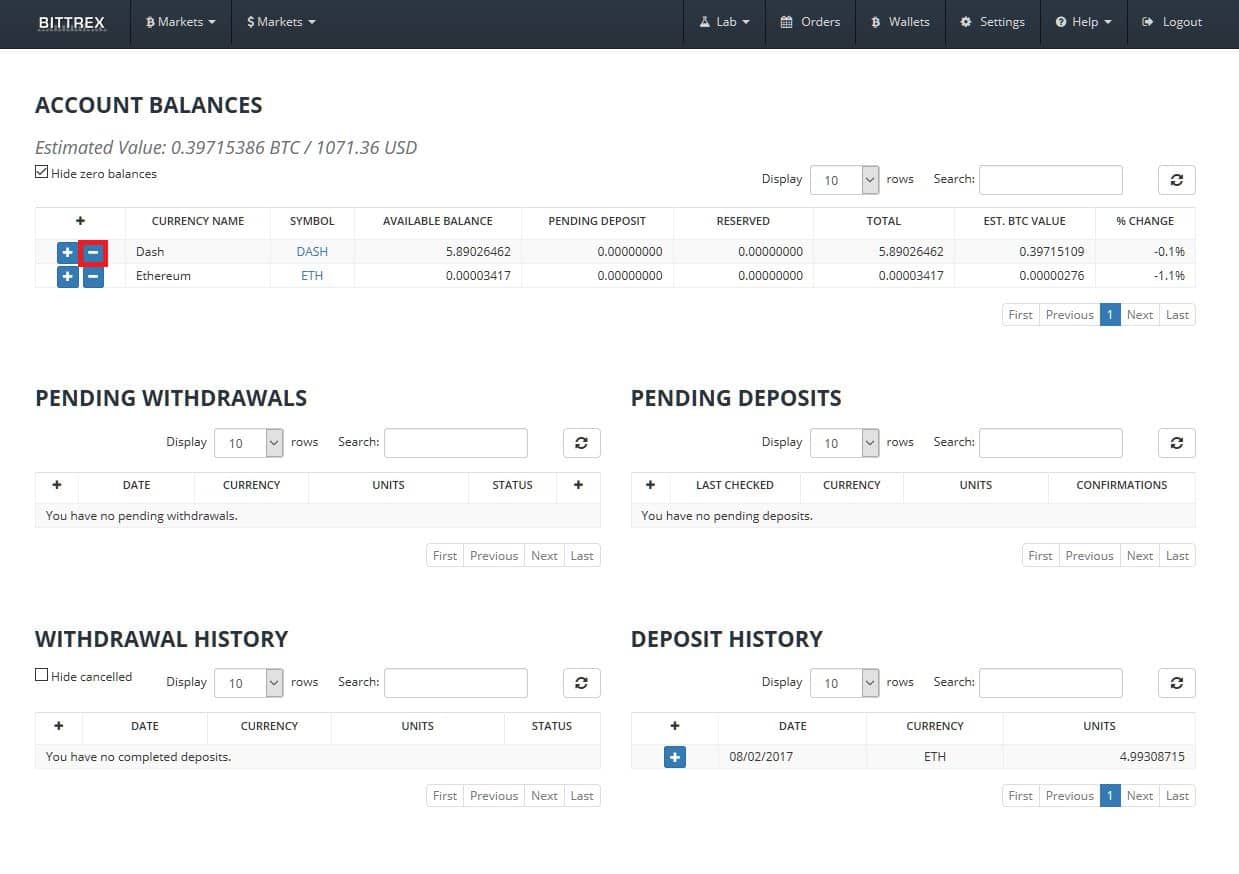 BITTREX Markets $ Markets Lab Orders Wallets Settings Help Logout
ACCOUNT BALANCES
Estimated Value: 0.39715386 BTC / 1071.36 USD
Hide zero balances Display 10 rows Search:
+ CURRENCY NAME SYMBOL AVAILABLE BALANCE PENDING DEPOSIT RESERVED TOTAL EST. BTC VALUE % CHANGE
+ − Dash DASH 5.89026462 0.00000000 0.00000000 5.89026462 0.39715109 -0.1%
+ − Ethereum ETH 0.00003417 0.00000000 0.00000000 0.00003417 0.00000276 -1.1%
First Previous 1 Next Last
PENDING WITHDRAWALS
Display 10 rows Search:
+ DATE CURRENCY UNITS STATUS +
You have no pending withdrawals.
First Previous Next Last
PENDING DEPOSITS
Display 10 rows Search:
+ LAST CHECKED CURRENCY UNITS CONFIRMATIONS
You have no pending deposits.
First Previous Next Last
WITHDRAWAL HISTORY
Hide cancelled Display 10 rows Search:
+ DATE CURRENCY UNITS STATUS
You have no completed deposits.
First Previous Next Last
DEPOSIT HISTORY
Display 10 rows Search:
+ DATE CURRENCY UNITS
+ 08/02/2017 ETH 4.99308715
First Previous 1 Next Last